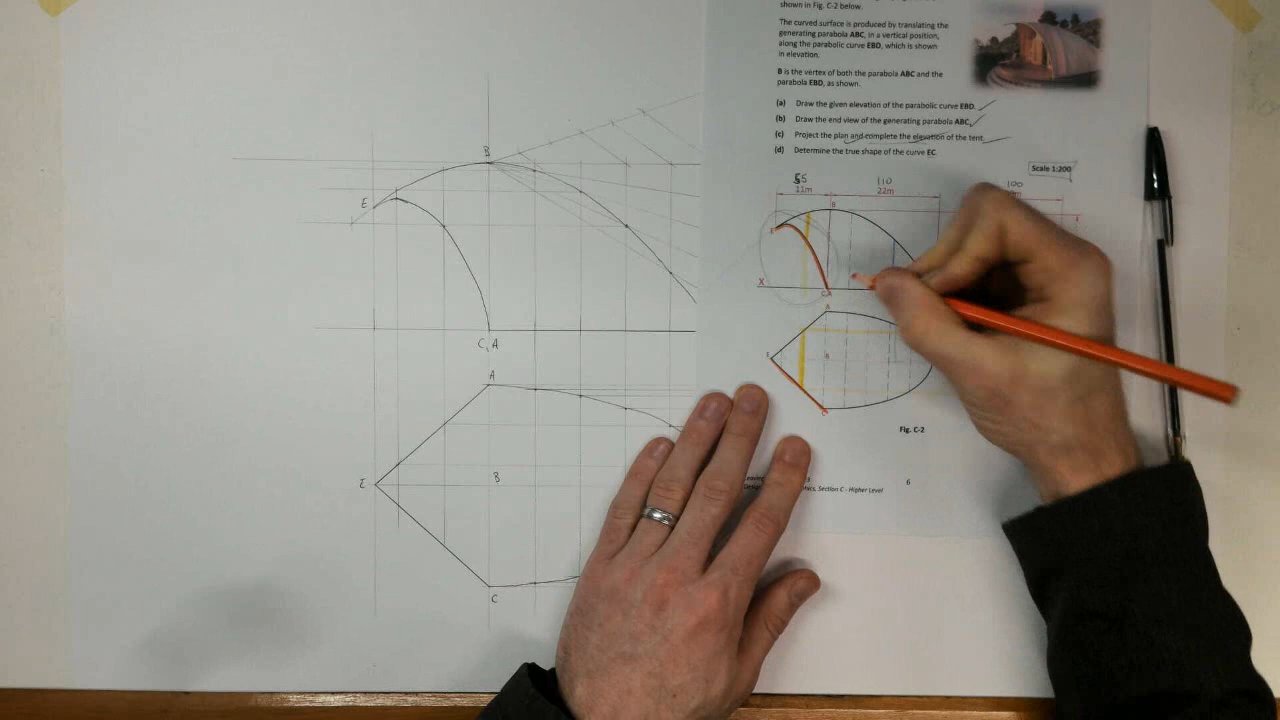 shown in Fig. C-2 below.
The curved surface is produced by translating the
generating parabola ABC, in a vertical position,
along the parabolic curve EBD, which is shown
in elevation.
B is the vertex of both the parabola ABC and the
parabola EBD, as shown.
(a) Draw the given elevation of the parabolic curve EBD.
(b) Draw the end view of the generating parabola ABC.
(c) Project the plan and complete the elevation of the tent.
(d) Determine the true shape of the curve EC.
Scale 1:200
55 110 100
11m 22m
B
E
X
C A
A
E B
C
Fig. C-2
6
Section C - Higher Level
B
E
C, A
A
E B
C